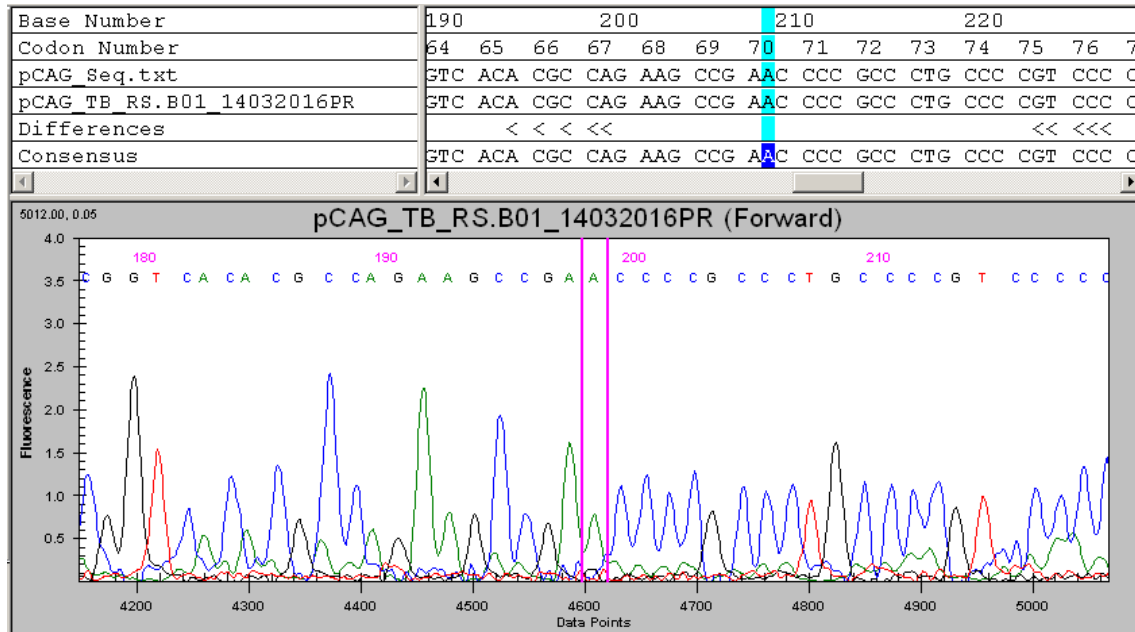 Base Number 190 200 210 220
Codon Number 64 65 66 67 68 69 70 71 72 73 74 75 76 7
pCAG_Seq.txt GTC ACA CGC CAG AAG CCG AAC CCC GCC CTG CCC CGT CCC C
pCAG_TB_RS.B01_14032016PR GTC ACA CGC CAG AAG CCG AAC CCC GCC CTG CCC CGT CCC C
Differences < < < << << <<<
Consensus GTC ACA CGC CAG AAG CCG AAC CCC GCC CTG CCC CGT CCC C
5012.00, 0.05
pCAG_TB_RS.B01_14032016PR (Forward)
4.0
180 190 200 210
3.5 C G G T C A C A C G C C A G A A G C C G A A C C C C G C C C T G C C C C G T C C C C C
3.0
2.5
2.0
1.5
1.0
0.5
Fluorescence
4200 4300 4400 4500 4600 4700 4800 4900 5000
Data Points